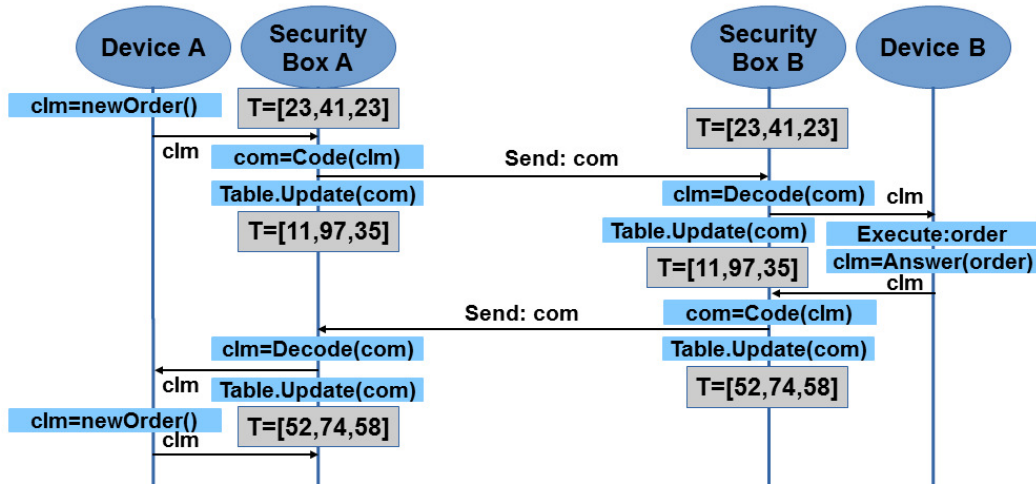 Device A
Security
Box A
Security
Box B
Device B
clm=newOrder()
T=[23,41,23]
T=[23,41,23]
clm
com=Code(clm)
Send: com
Table.Update(com)
clm=Decode(com)
clm
T=[11,97,35]
Table.Update(com)
Execute:order
T=[11,97,35]
clm=Answer(order)
clm
Send: com
com=Code(clm)
clm=Decode(com)
Table.Update(com)
clm
Table.Update(com)
T=[52,74,58]
clm=newOrder()
T=[52,74,58]
clm